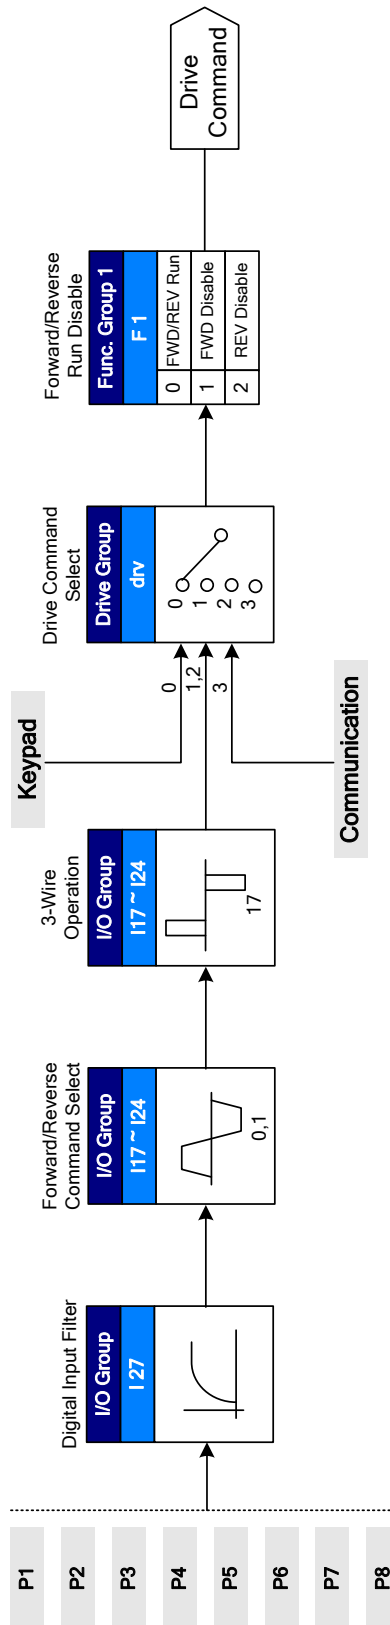 P1
P2
P3
P4
P5
P6
P7
P8
Digital Input Filter
I/O Group
I 27
Forward/Reverse
Command Select
I/O Group
I17 ~ I24
0,1
3-Wire
Operation
I/O Group
I17 ~ I24
17
Keypad
Communication
0
1,2
3
Drive Command
Select
Drive Group
drv
0
1
2
3
Forward/Reverse
Run Disable
Func. Group 1
F 1
0 FWD/REV Run
1 FWD Disable
2 REV Disable
Drive
Command